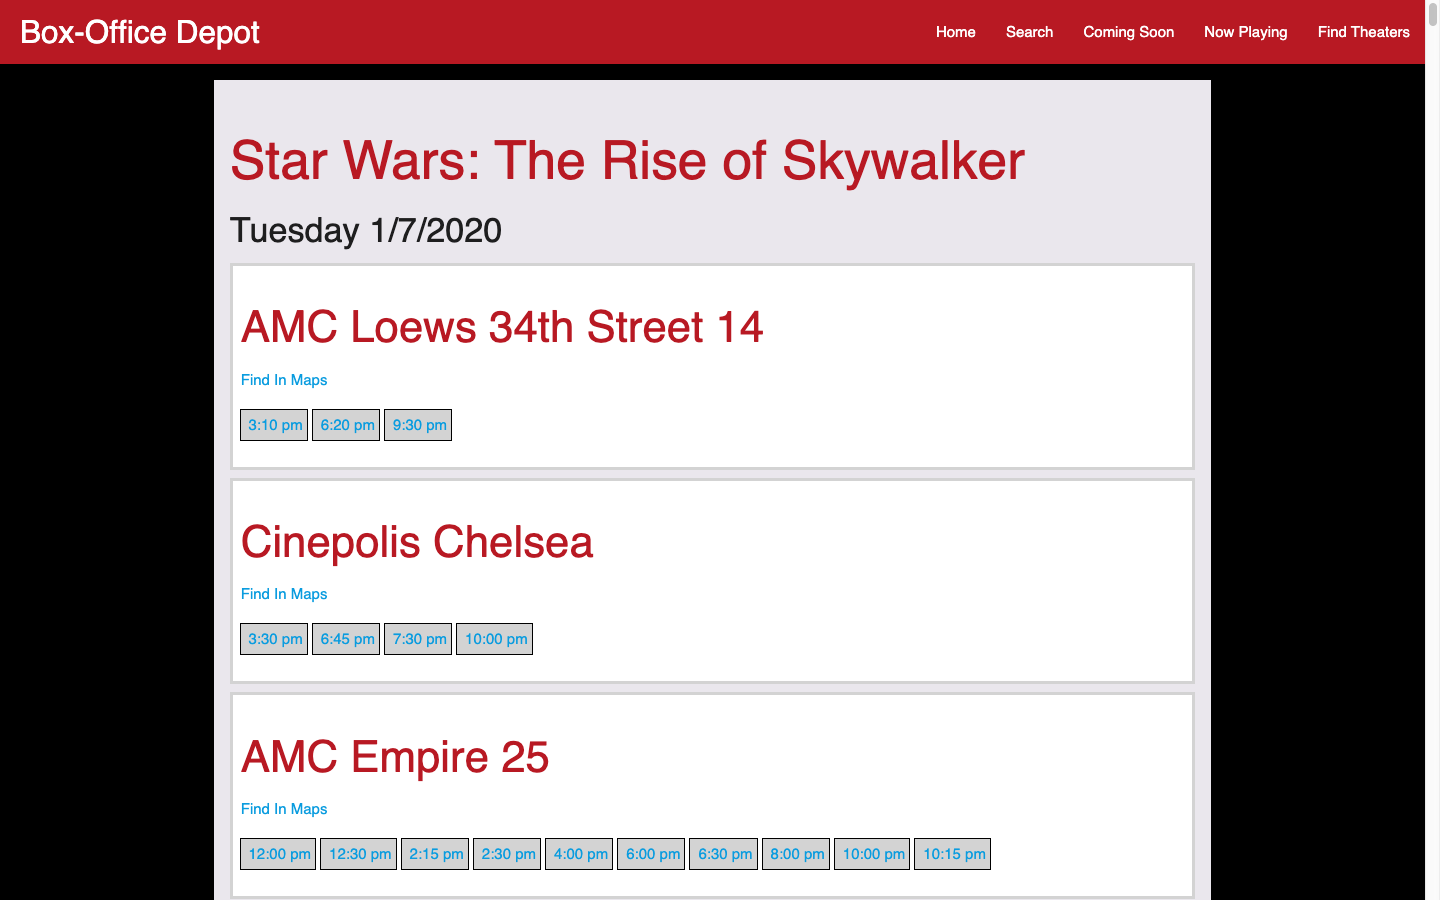 Box-Office Depot Home Search Coming Soon Now Playing Find Theaters
Star Wars: The Rise of Skywalker
Tuesday 1/7/2020
AMC Loews 34th Street 14
Find In Maps
3:10 pm 6:20 pm 9:30 pm
Cinepolis Chelsea
Find In Maps
3:30 pm 6:45 pm 7:30 pm 10:00 pm
AMC Empire 25
Find In Maps
12:00 pm 12:30 pm 2:15 pm 2:30 pm 4:00 pm 6:00 pm 6:30 pm 8:00 pm 10:00 pm 10:15 pm